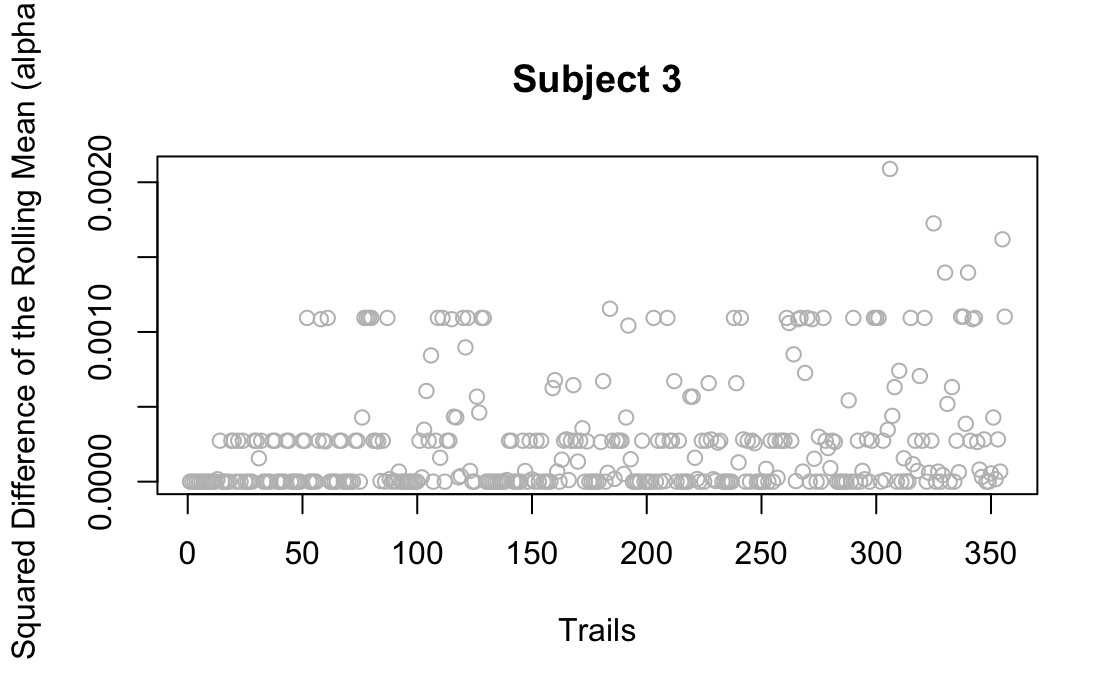 Subject 3
Squared Difference of the Rolling Mean (alpha
0.0020
0.0010
0.0000
0 50 100 150 200 250 300 350
Trails